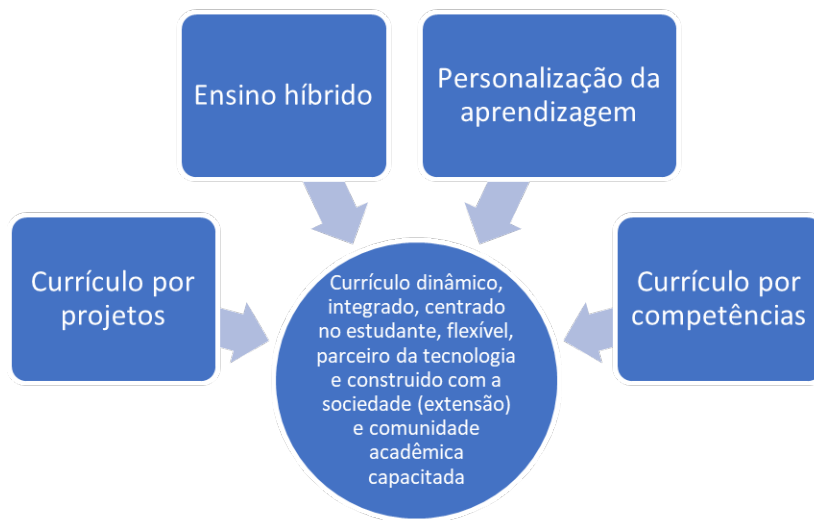 Ensino híbrido
Personalização da
aprendizagem
Currículo por
projetos
Currículo por
competências
Currículo dinâmico,
integrado, centrado
no estudante, flexível,
parceiro da tecnologia
e construido com a
sociedade (extensão)
e comunidade
acadêmica
capacitada